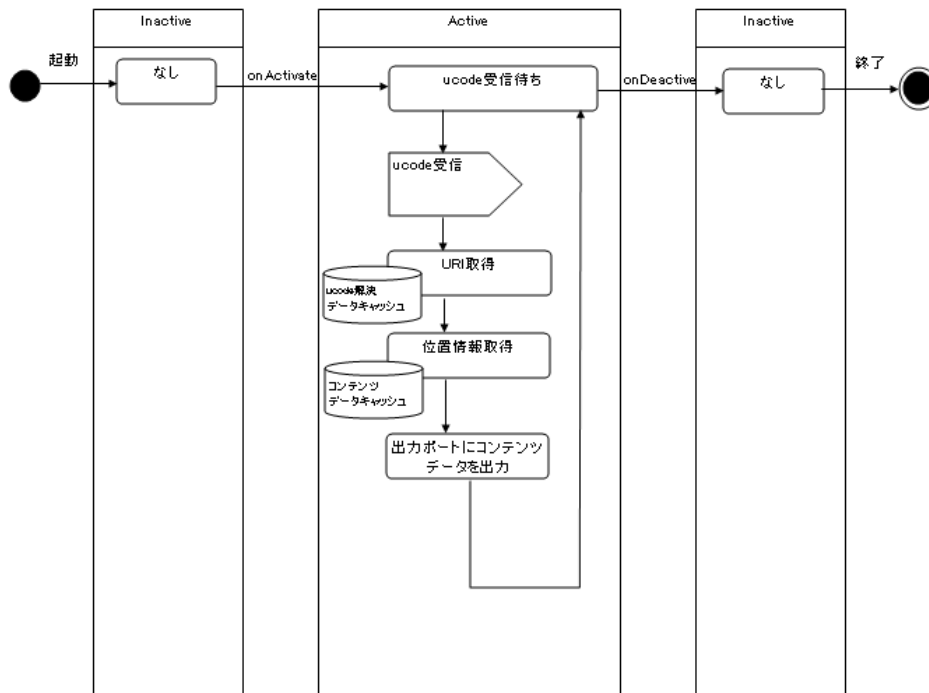 Inactive
Active
Inactive
起動
なし
onActivate
ucode受信待ち
onDeactive
なし
終了
ucode受信
URI取得
ucode解決
データキャッシュ
位置情報取得
コンテンツ
データキャッシュ
出力ポートにコンテンツ
データを出力